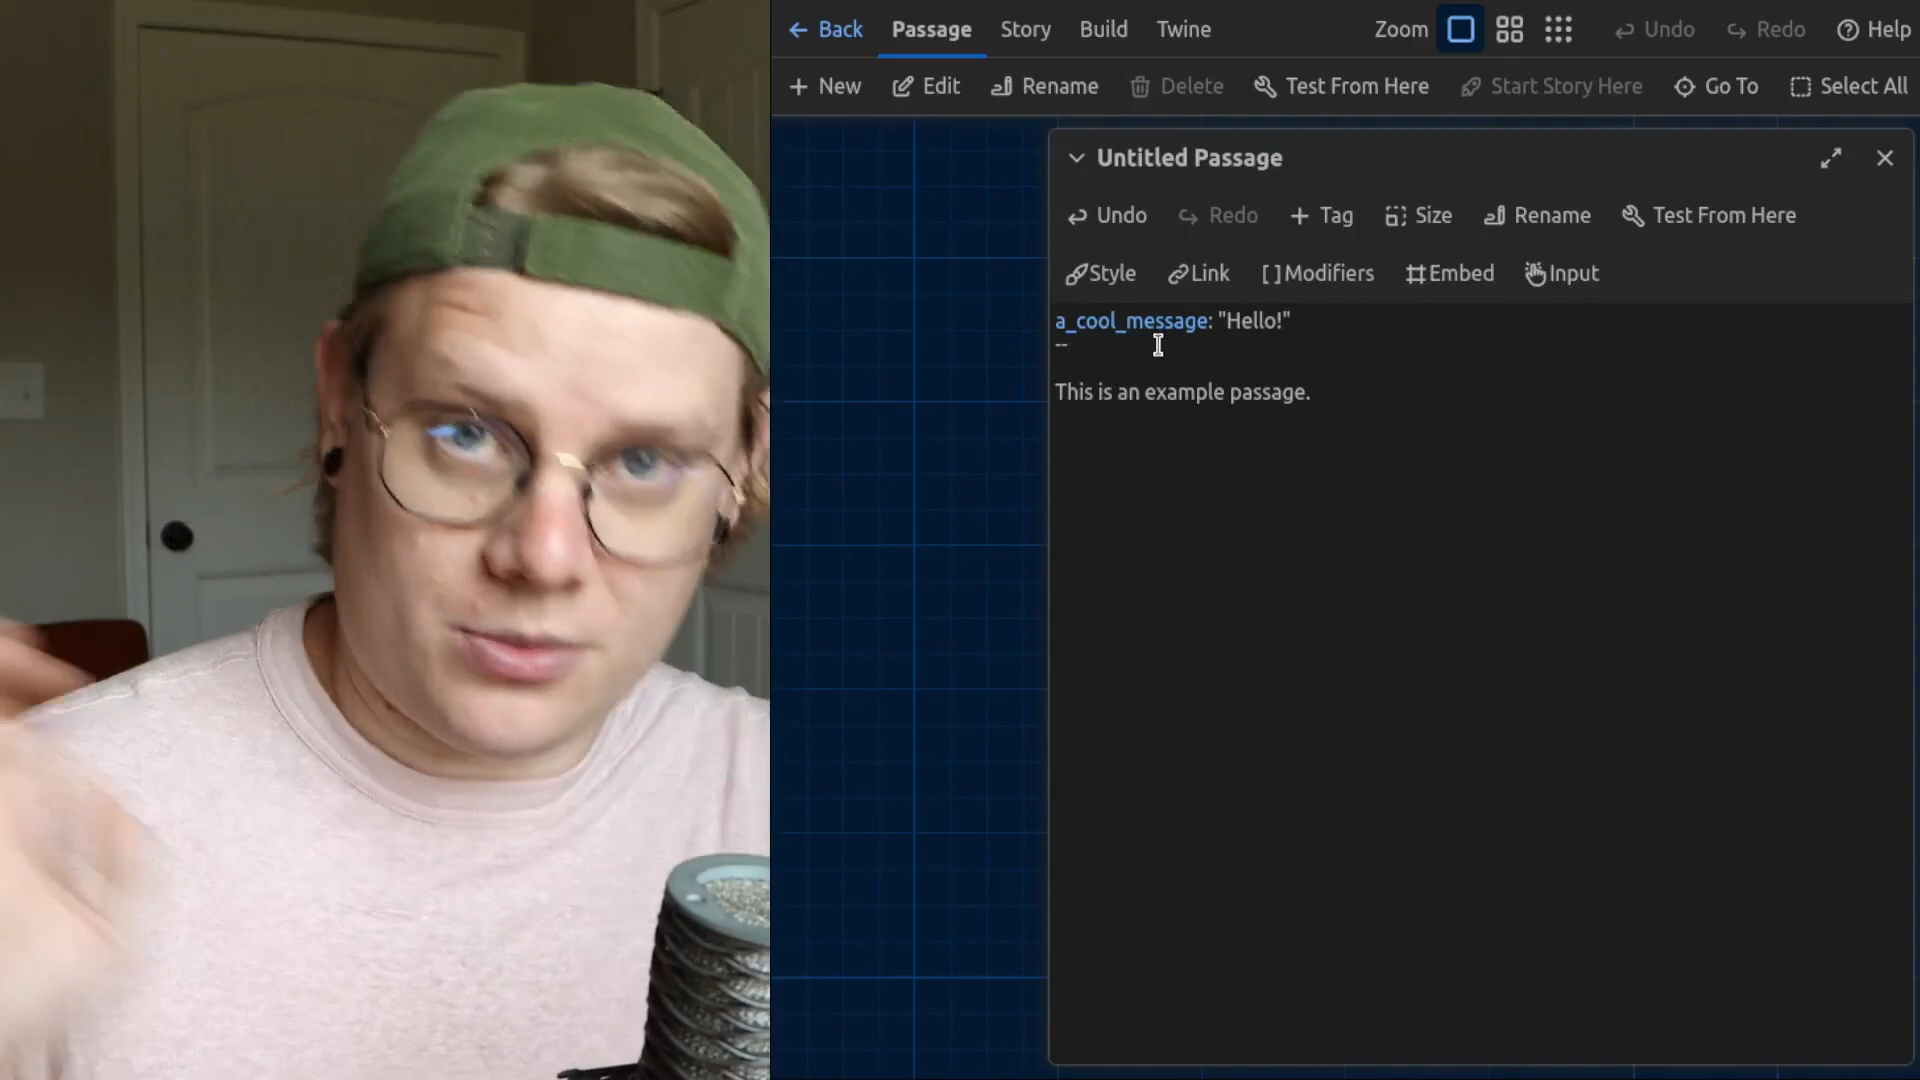 Back Passage Story Build Twine Zoom Undo Redo Help
New Edit Rename Delete Test From Here Start Story Here Go To Select All
Untitled Passage
Undo Redo + Tag Size Rename Test From Here
Style Link [ ]Modifiers Embed Input
a_cool_message: "Hello!"
--
This is an example passage.